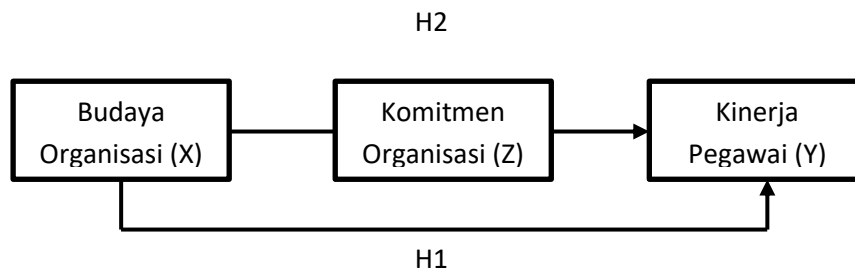 H2
Budaya
Organisasi (X)
Komitmen
Organisasi (Z)
Kinerja
Pegawai (Y)
H1